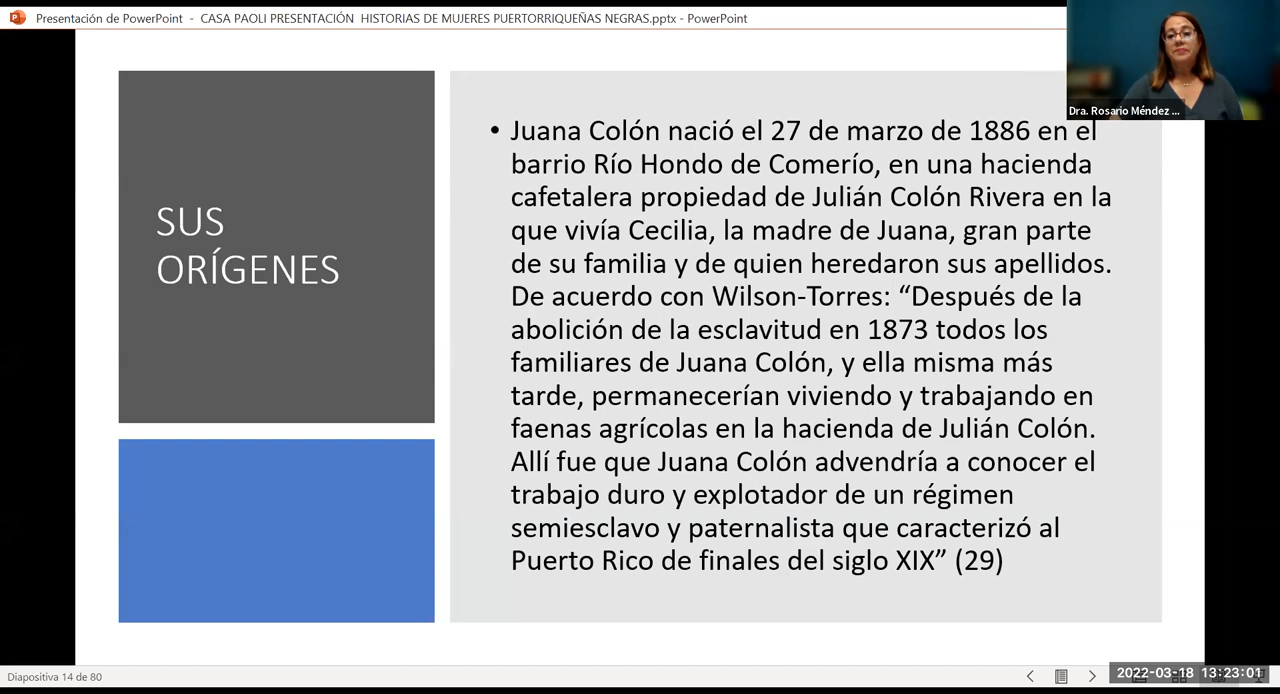 Presentación de PowerPoint - CASA PAOLI PRESENTACIÓN HISTORIAS DE MUJERES PUERTORRIQUEÑAS NEGRAS.pptx - PowerPoint
Dra. Rosario Méndez ...
SUS
ORÍGENES
• Juana Colón nació el 27 de marzo de 1886 en el
barrio Río Hondo de Comerío, en una hacienda
cafetalera propiedad de Julián Colón Rivera en la
que vivía Cecilia, la madre de Juana, gran parte
de su familia y de quien heredaron sus apellidos.
De acuerdo con Wilson-Torres: “Después de la
abolición de la esclavitud en 1873 todos los
familiares de Juana Colón, y ella misma más
tarde, permanecerían viviendo y trabajando en
faenas agrícolas en la hacienda de Julián Colón.
Allí fue que Juana Colón advendría a conocer el
trabajo duro y explotador de un régimen
semiesclavo y paternalista que caracterizó al
Puerto Rico de finales del siglo XIX” (29)
Diapositiva 14 de 80
2022-03-18 13:23:01